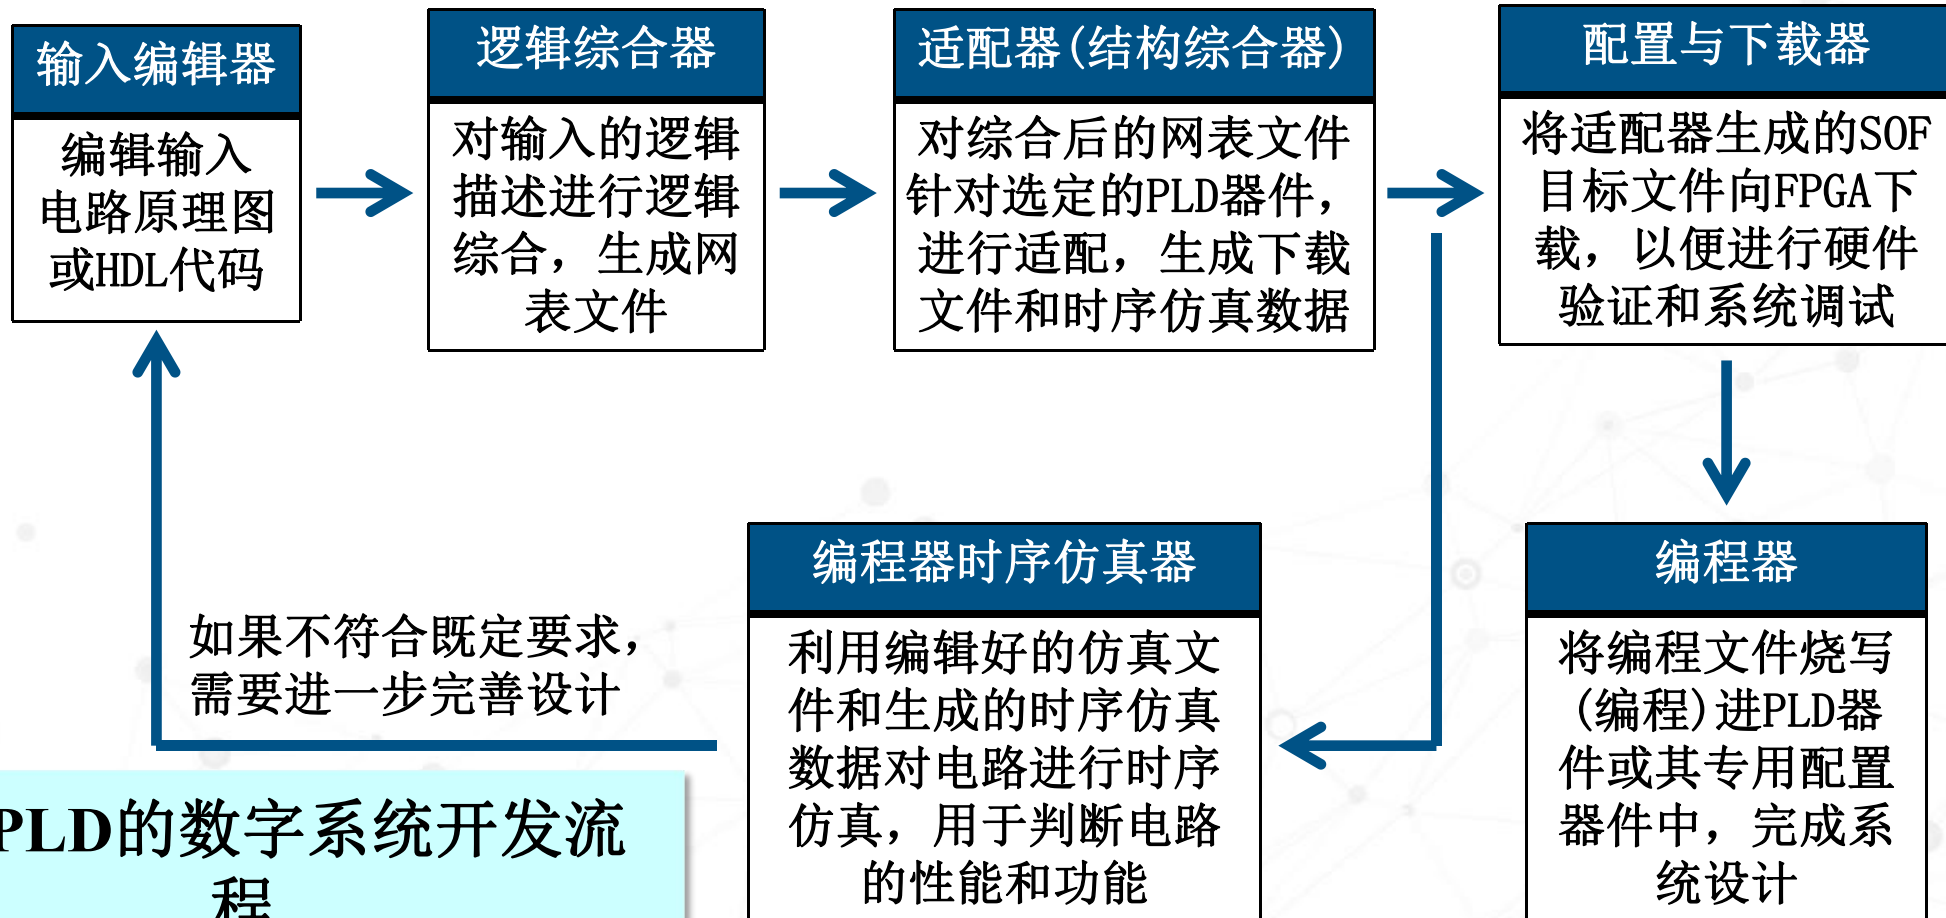 输入编辑器
编辑输入
电路原理图
或HDL代码
逻辑综合器
对输入的逻辑
描述进行逻辑
综合，生成网
表文件
适配器(结构综合器)
对综合后的网表文件
针对选定的PLD器件，
进行适配，生成下载
文件和时序仿真数据
配置与下载器
将适配器生成的SOF
目标文件向FPGA下
载，以便进行硬件
验证和系统调试
编程器时序仿真器
利用编辑好的仿真文
件和生成的时序仿真
数据对电路进行时序
仿真，用于判断电路
的性能和功能
编程器
将编程文件烧写
(编程)进PLD器
件或其专用配置
器件中，完成系
统设计
如果不符合既定要求，
需要进一步完善设计
PLD的数字系统开发流
程